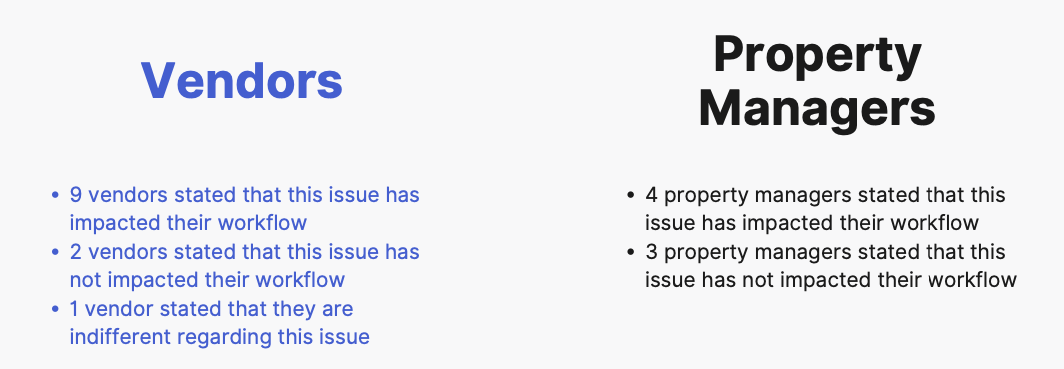 Vendors
• 9 vendors stated that this issue has
impacted their workflow
• 2 vendors stated that this issue has
not impacted their workflow
• 1 vendor stated that they are
indifferent regarding this issue
Property
Managers
• 4 property managers stated that this
issue has impacted their workflow
• 3 property managers stated that this
issue has not impacted their workflow